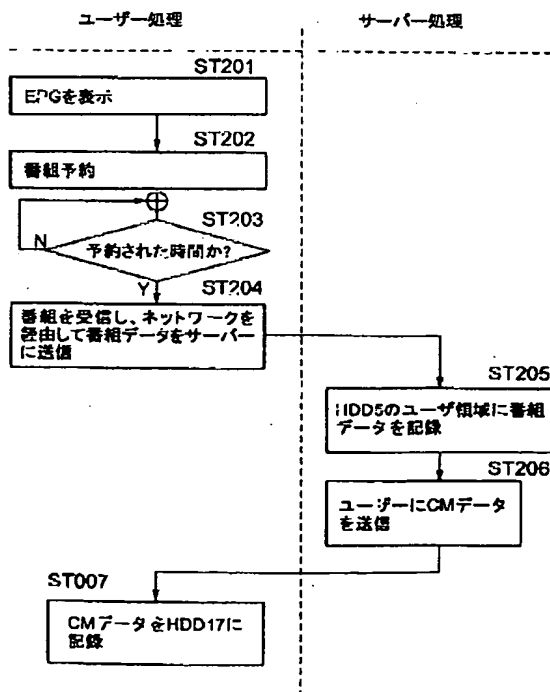 ユーザー処理
サーバー処理
ST201
EPGを表示
ST202
番組予約
ST203
予約された時間か?
N
Y
ST204
番組を受信し、ネットワークを
経由して番組データをサーバー
に送信
ST205
HDD5のユーザ領域に番組
データを記録
ST206
ユーザーにCMデータ
を送信
ST007
CMデータをHDD17に
記録